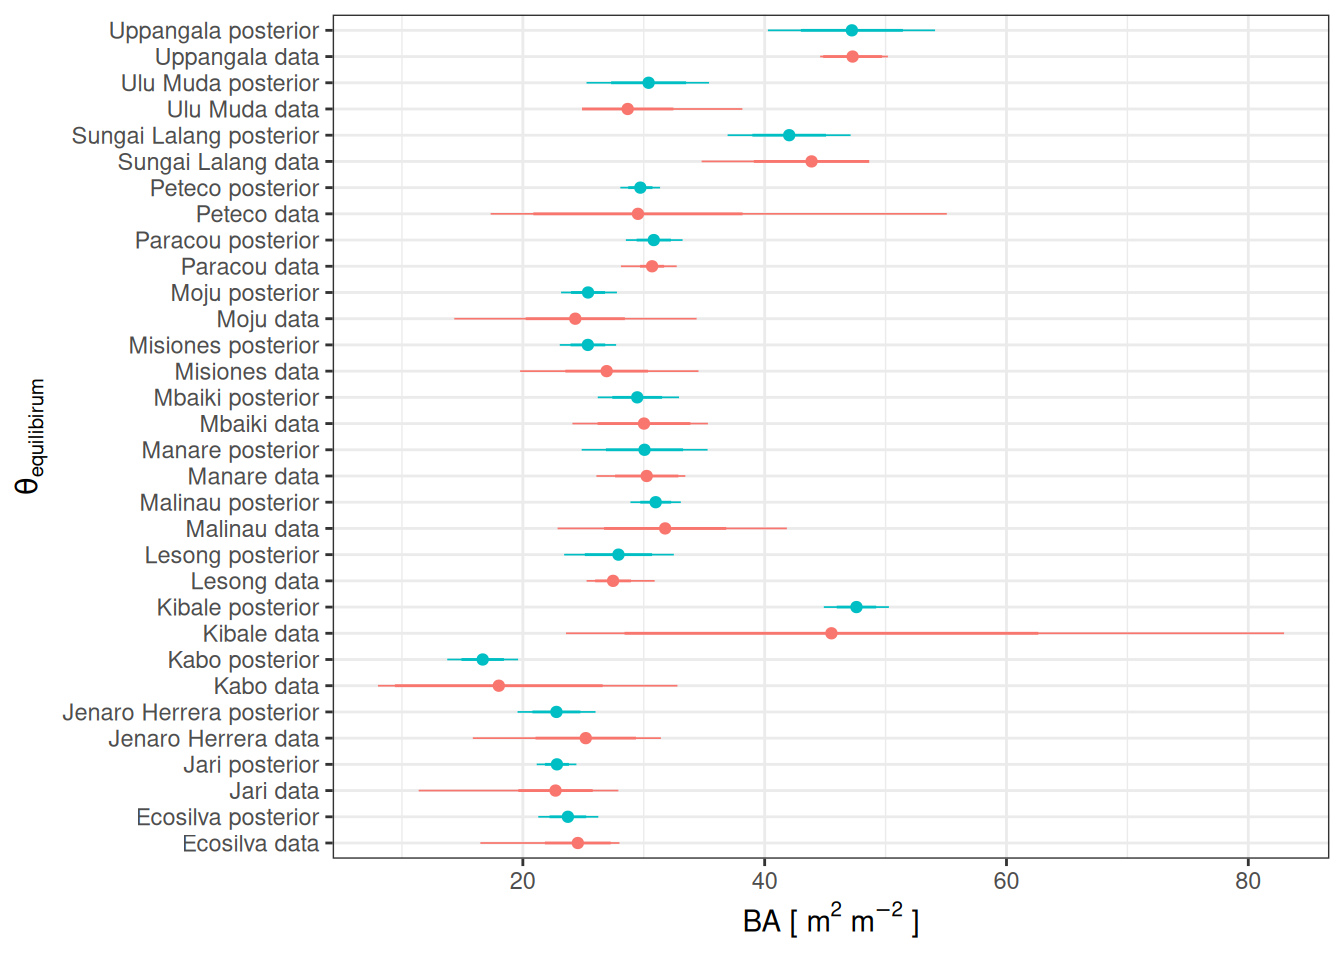 Uppangala posterior
Uppangala data
Ulu Muda posterior
Ulu Muda data
Sungai Lalang posterior
Sungai Lalang data
Peteco posterior
Peteco data
Paracou posterior
Paracou data
Moju posterior
Moju data
Misiones posterior
Misiones data
Mbaiki posterior
Mbaiki data
Manare posterior
Manare data
Malinau posterior
Malinau data
Lesong posterior
Lesong data
Kibale posterior
Kibale data
Kabo posterior
Kabo data
Jenaro Herrera posterior
Jenaro Herrera data
Jari posterior
Jari data
Ecosilva posterior
Ecosilva data
θequilibirum
20 40 60 80
BA [ m² m⁻² ]